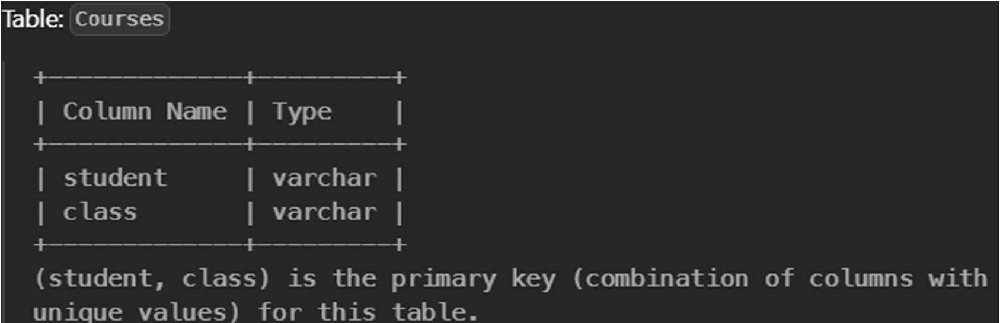 Table: Courses
+-------------+---------+
| Column Name | Type    |
+-------------+---------+
| student     | varchar |
| class       | varchar |
+-------------+---------+
(student, class) is the primary key (combination of columns with
unique values) for this table.